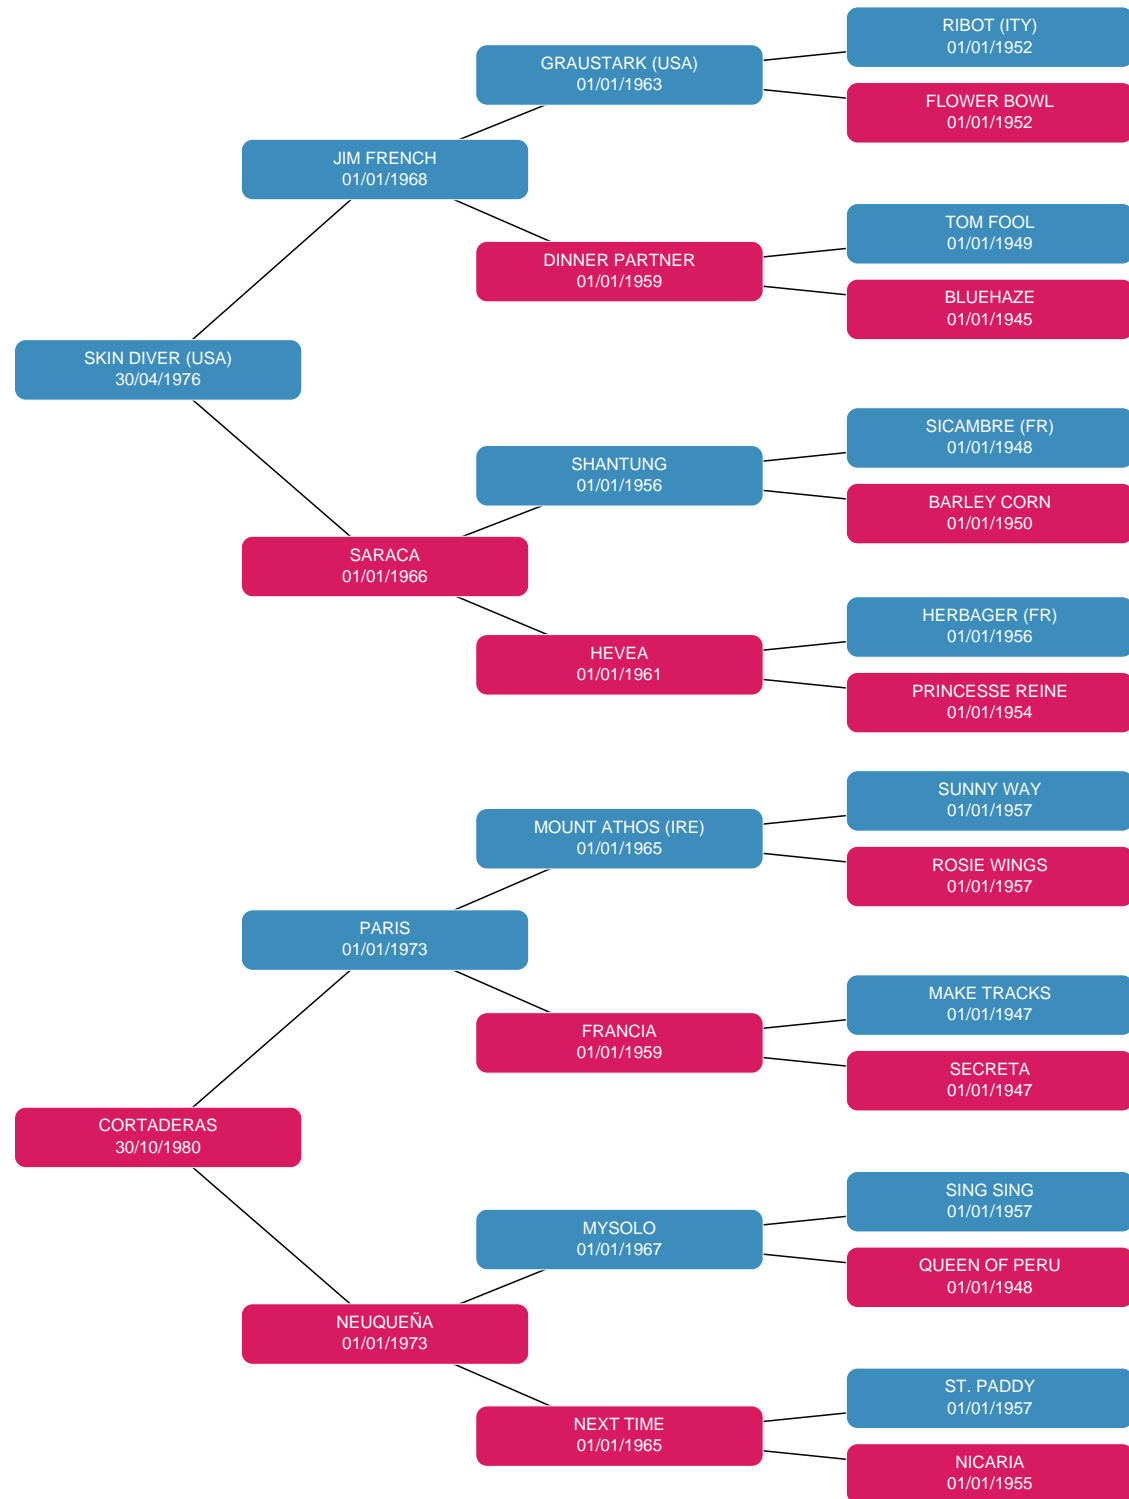 RIBOT (ITY)
01/01/1952
GRAUSTARK (USA)
01/01/1963
FLOWER BOWL
01/01/1952
JIM FRENCH
01/01/1968
TOM FOOL
01/01/1949
DINNER PARTNER
01/01/1959
BLUEHAZE
01/01/1945
SKIN DIVER (USA)
30/04/1976
SICAMBRE (FR)
01/01/1948
SHANTUNG
01/01/1956
BARLEY CORN
01/01/1950
SARACA
01/01/1966
HERBAGER (FR)
01/01/1956
HEVEA
01/01/1961
PRINCESSE REINE
01/01/1954
SUNNY WAY
01/01/1957
MOUNT ATHOS (IRE)
01/01/1965
ROSIE WINGS
01/01/1957
PARIS
01/01/1973
MAKE TRACKS
01/01/1947
FRANCIA
01/01/1959
SECRETA
01/01/1947
CORTADERAS
30/10/1980
SING SING
01/01/1957
MYSOLO
01/01/1967
QUEEN OF PERU
01/01/1948
NEUQUEÑA
01/01/1973
ST. PADDY
01/01/1957
NEXT TIME
01/01/1965
NICARIA
01/01/1955